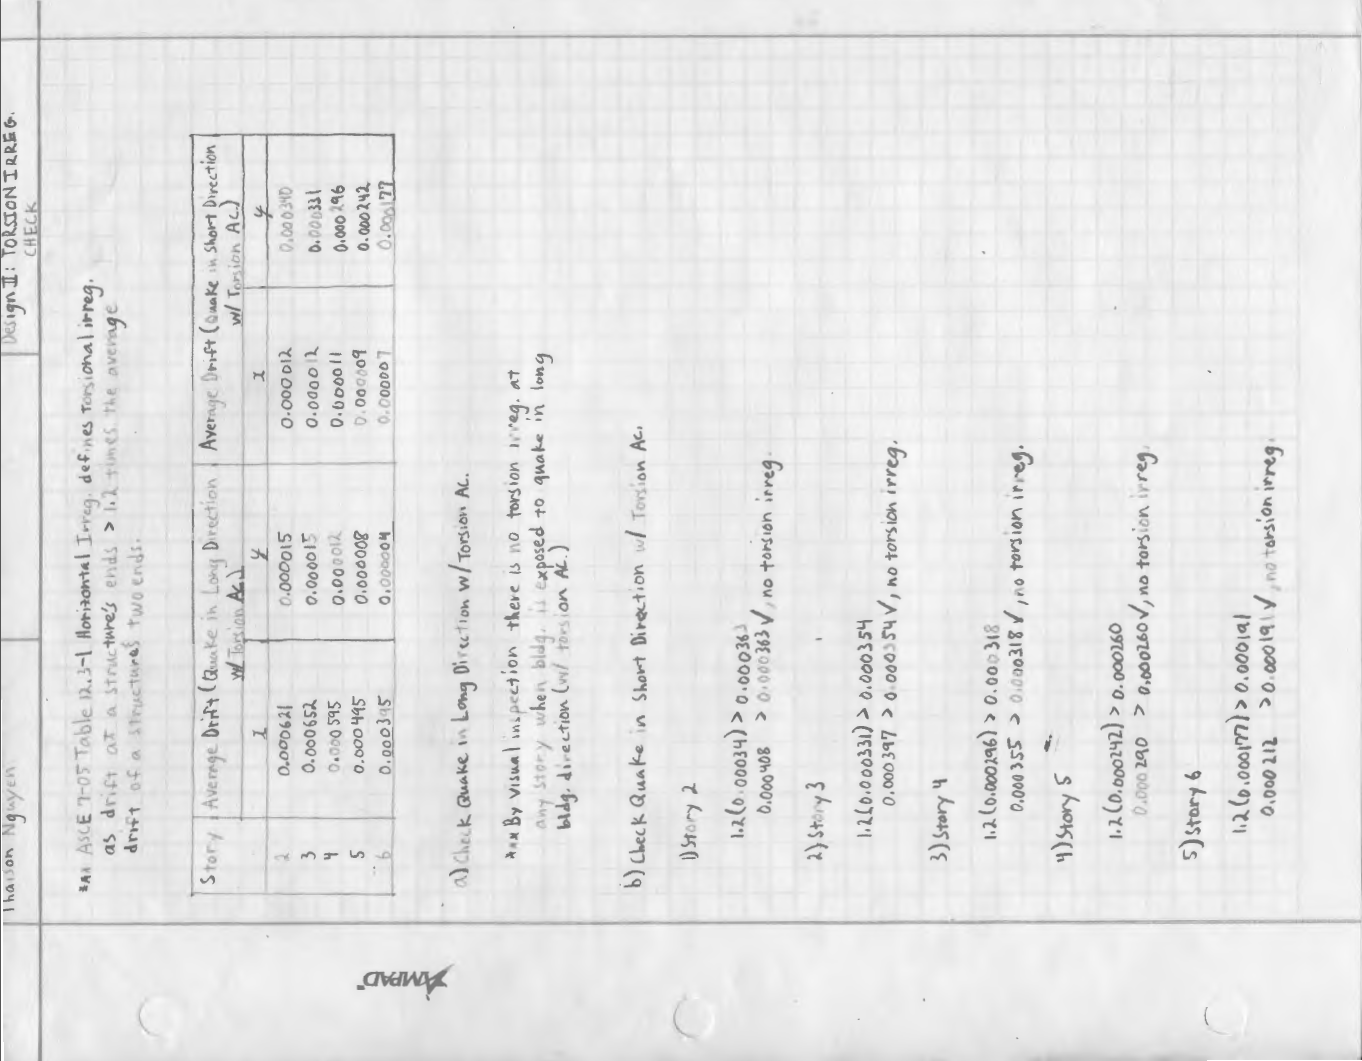 Thaison Nguyen
Design II: TORSION IRREG.
CHECK
*** ASCE 7-05 Table 12.3-1 Horizontal Irreg. defines torsional irreg.
as drift at a structure's ends > 1.2 times the average
drift of a structures two ends.
Story Average Drift (Quake in Long Direction Average Drift (Quake in Short Direction
w/ Torsion Ac.) w/ Torsion Ac.)
x y x y
2 0.000621 0.000015 0.000012 0.000340
3 0.000652 0.000015 0.000012 0.000331
4 0.000595 0.000012 0.000011 0.000296
5 0.000495 0.000008 0.000009 0.000242
6 0.000395 0.000004 0.000007 0.000177
a) Check Quake in Long Direction w/ Torsion Ac.
*** By visual inspection there is no torsion irreg. at
any story when bldg. is exposed to quake in long
bldg. direction (w/ torsion Ac.)
b) Check Quake in Short Direction w/ Torsion Ac.
1) Story 2
1.2(0.00034) > 0.000363
0.000408 > 0.000363 ✓, no torsion irreg.
2) Story 3
1.2(0.00331) > 0.000354
0.000397 > 0.000354 ✓, no torsion irreg.
3) Story 4
1.2(0.000296) > 0.000318
0.000355 > 0.000318 ✓, no torsion irreg.
4) Story 5
1.2(0.000242) > 0.000260
0.000290 > 0.000260 ✓, no torsion irreg.
5) Story 6
1.2(0.000177) > 0.000191
0.000212 > 0.000191 ✓, no torsion irreg.
AMPAD